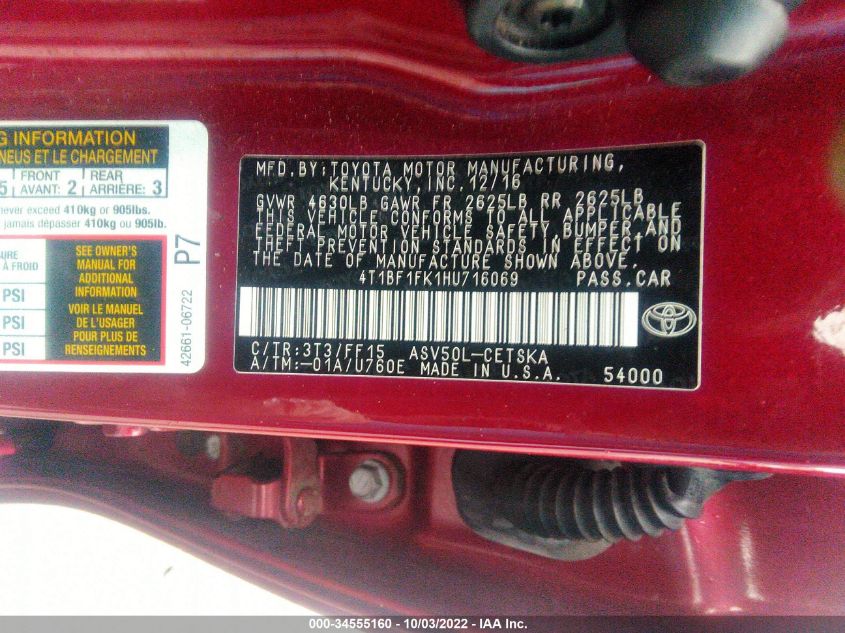 G INFORMATION
NEUS ET LE CHARGEMENT
5 FRONT AVANT: 2 REAR ARRIÈRE: 3
never exceed 410kg or 905lbs.
jamais dépasser 410kg ou 905lb.
SURE
À FROID
PSI
PSI
PSI
SEE OWNER'S
MANUAL FOR
ADDITIONAL
INFORMATION
VOIR LE MANUEL
DE L'USAGER
POUR PLUS DE
RENSEIGNEMENTS
P7
42661-06722
MFD.BY:TOYOTA MOTOR MANUFACTURING,
KENTUCKY,INC.12/16
GVWR 4630LB GAWR FR 2625LB RR 2625LB
THIS VEHICLE CONFORMS TO ALL APPLICABLE
FEDERAL MOTOR VEHICLE SAFETY,BUMPER,AND
THEFT PREVENTION STANDARDS IN EFFECT ON
THE DATE OF MANUFACTURE SHOWN ABOVE.
4T1BF1FK1HU716069 PASS.CAR
C/TR:3T3/FF15 ASV50L-CETSKA
A/TM:-01A/U760E MADE IN U.S.A. 54000
000-34555160 - 10/03/2022 - IAA Inc.